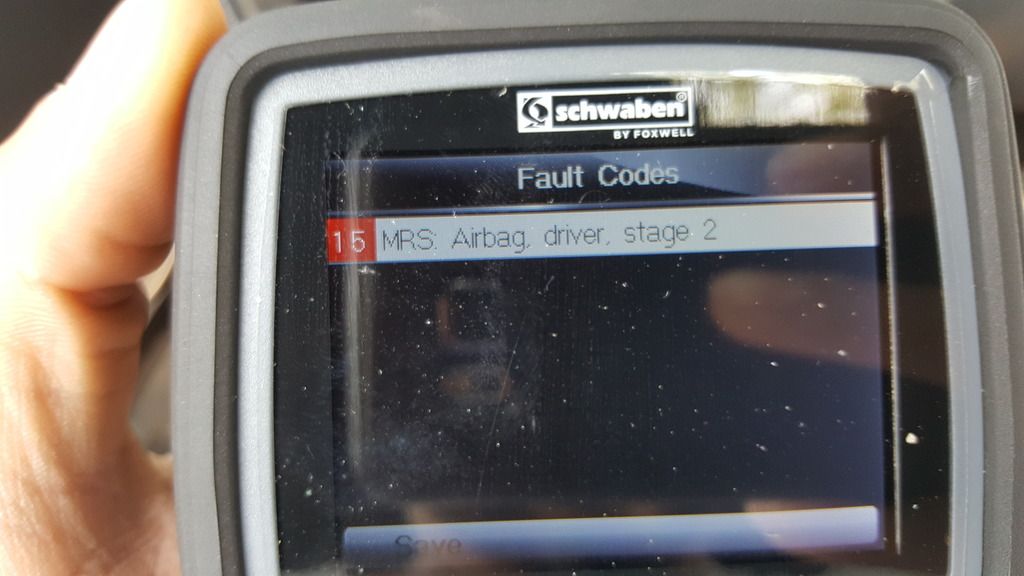 schwaben®
BY FOXWELL
Fault Codes
15 MRS: Airbag, driver, stage 2
Save